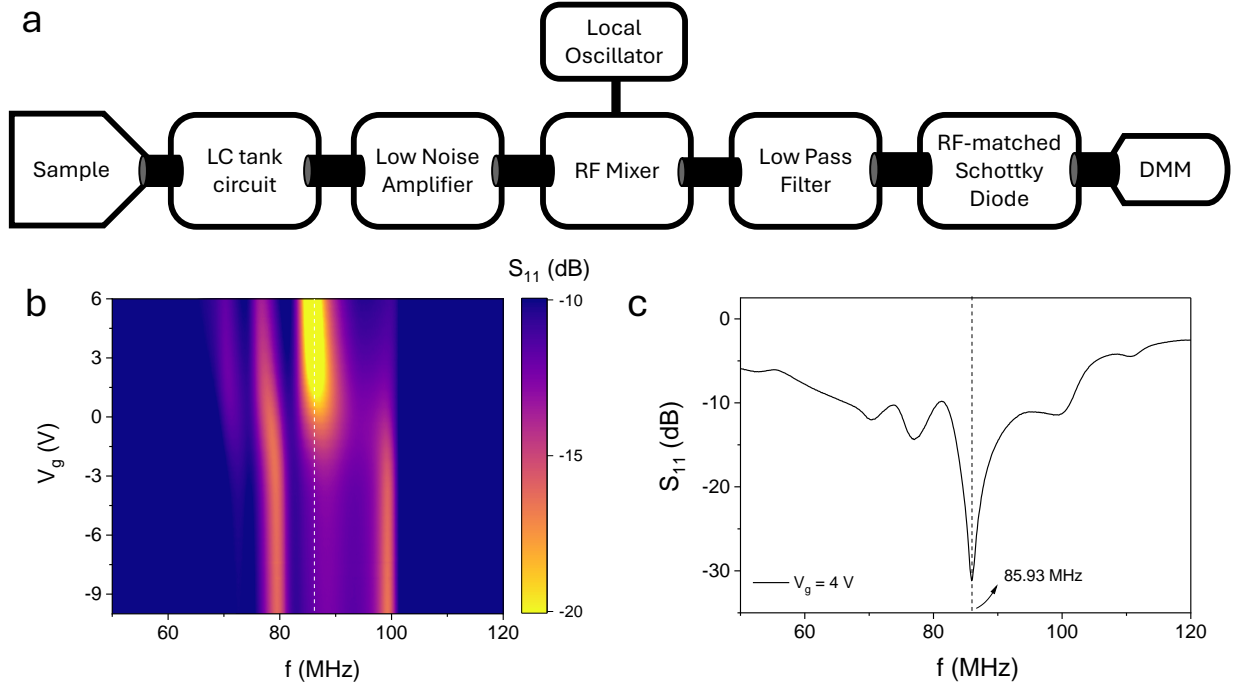 a
Local
Oscillator
Sample
LC tank
circuit
Low Noise
Amplifier
RF Mixer
Low Pass
Filter
RF-matched
Schottky
Diode
DMM
b
S11 (dB)
6
3
0
-3
-6
-9
Vg (V)
60
80
100
120
f (MHz)
-10
-15
-20
c
0
-10
-20
-30
S11 (dB)
Vg = 4 V
85.93 MHz
60
80
100
120
f (MHz)